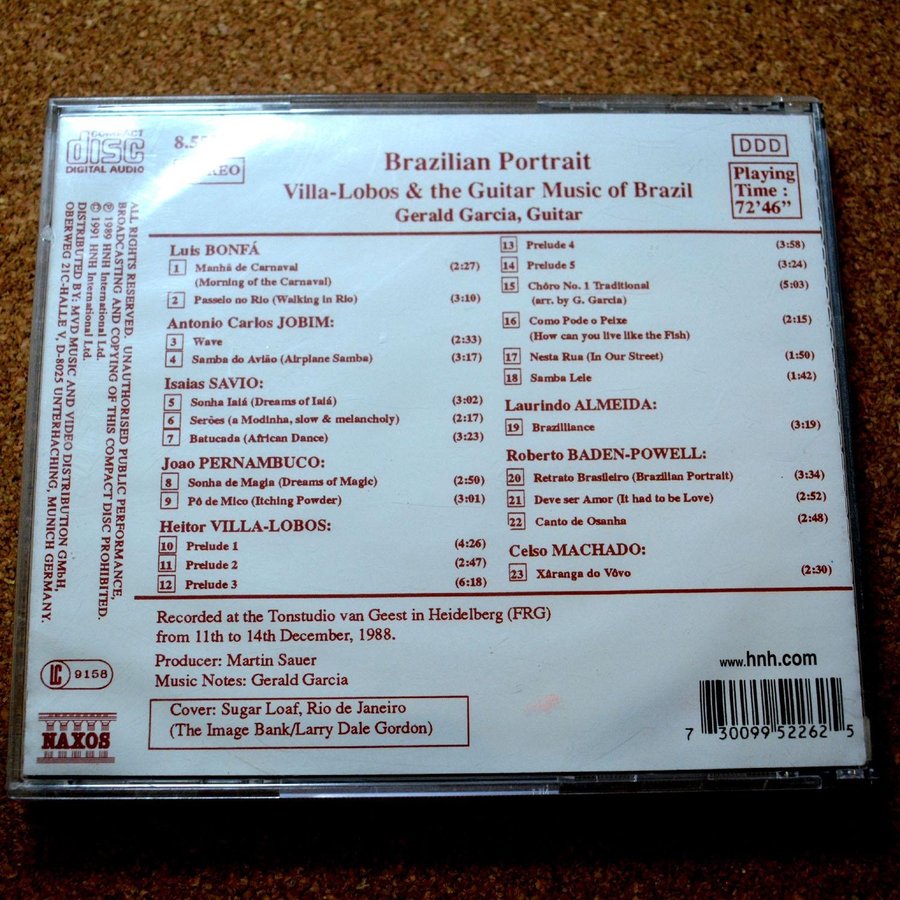 COMPACT
disc
DIGITAL AUDIO
DDD
Brazilian Portrait
Villa-Lobos & the Guitar Music of Brazil
Gerald Garcia, Guitar
Playing
Time :
72'46"
Luis BONFÁ
1 Manhã de Carnaval (2:27)
(Morning of the Carnaval)
2 Passeio no Rio (Walking in Rio) (3:10)
Antonio Carlos JOBIM:
3 Wave (2:33)
4 Samba do Avião (Airplane Samba) (3:17)
Isaias SAVIO:
5 Sonha Iaiá (Dreams of Iaiá) (3:02)
6 Serões (a Modinha, slow & melancholy) (2:17)
7 Batucada (African Dance) (3:23)
Joao PERNAMBUCO:
8 Sonha de Magia (Dreams of Magic) (2:50)
9 Pô de Mico (Itching Powder) (3:01)
Heitor VILLA-LOBOS:
10 Prelude 1 (4:26)
11 Prelude 2 (2:47)
12 Prelude 3 (6:18)
13 Prelude 4 (3:58)
14 Prelude 5 (3:24)
15 Chôro No. 1 Traditional (5:03)
(arr. by G. Garcia)
16 Como Pode o Peixe (2:15)
(How can you live like the Fish)
17 Nesta Rua (In Our Street) (1:50)
18 Samba Lele (1:42)
Laurindo ALMEIDA:
19 Brazilliance (3:19)
Roberto BADEN-POWELL:
20 Retrato Brasileiro (Brazilian Portrait) (3:34)
21 Deve ser Amor (It had to be Love) (2:52)
22 Canto de Osanha (2:48)
Celso MACHADO:
23 Xâranga do Vôvo (2:30)
Recorded at the Tonstudio van Geest in Heidelberg (FRG)
from 11th to 14th December, 1988.
Producer: Martin Sauer
Music Notes: Gerald Garcia
Cover: Sugar Loaf, Rio de Janeiro
(The Image Bank/Larry Dale Gordon)
www.hnh.com
7 30099 52262 5
ALL RIGHTS RESERVED. UNAUTHORISED PUBLIC PERFORMANCE,
BROADCASTING AND COPYING OF THIS COMPACT DISC PROHIBITED.
℗ 1989 HNH International Ltd.
© 1991 HNH International Ltd.
DISTRIBUTED BY: MVD MUSIC AND VIDEO DISTRIBUTION GMBH,
OBERWEG 21C-HALLE V, D-8025 UNTERHACHING, MUNICH GERMANY.
LC 9158
NAXOS